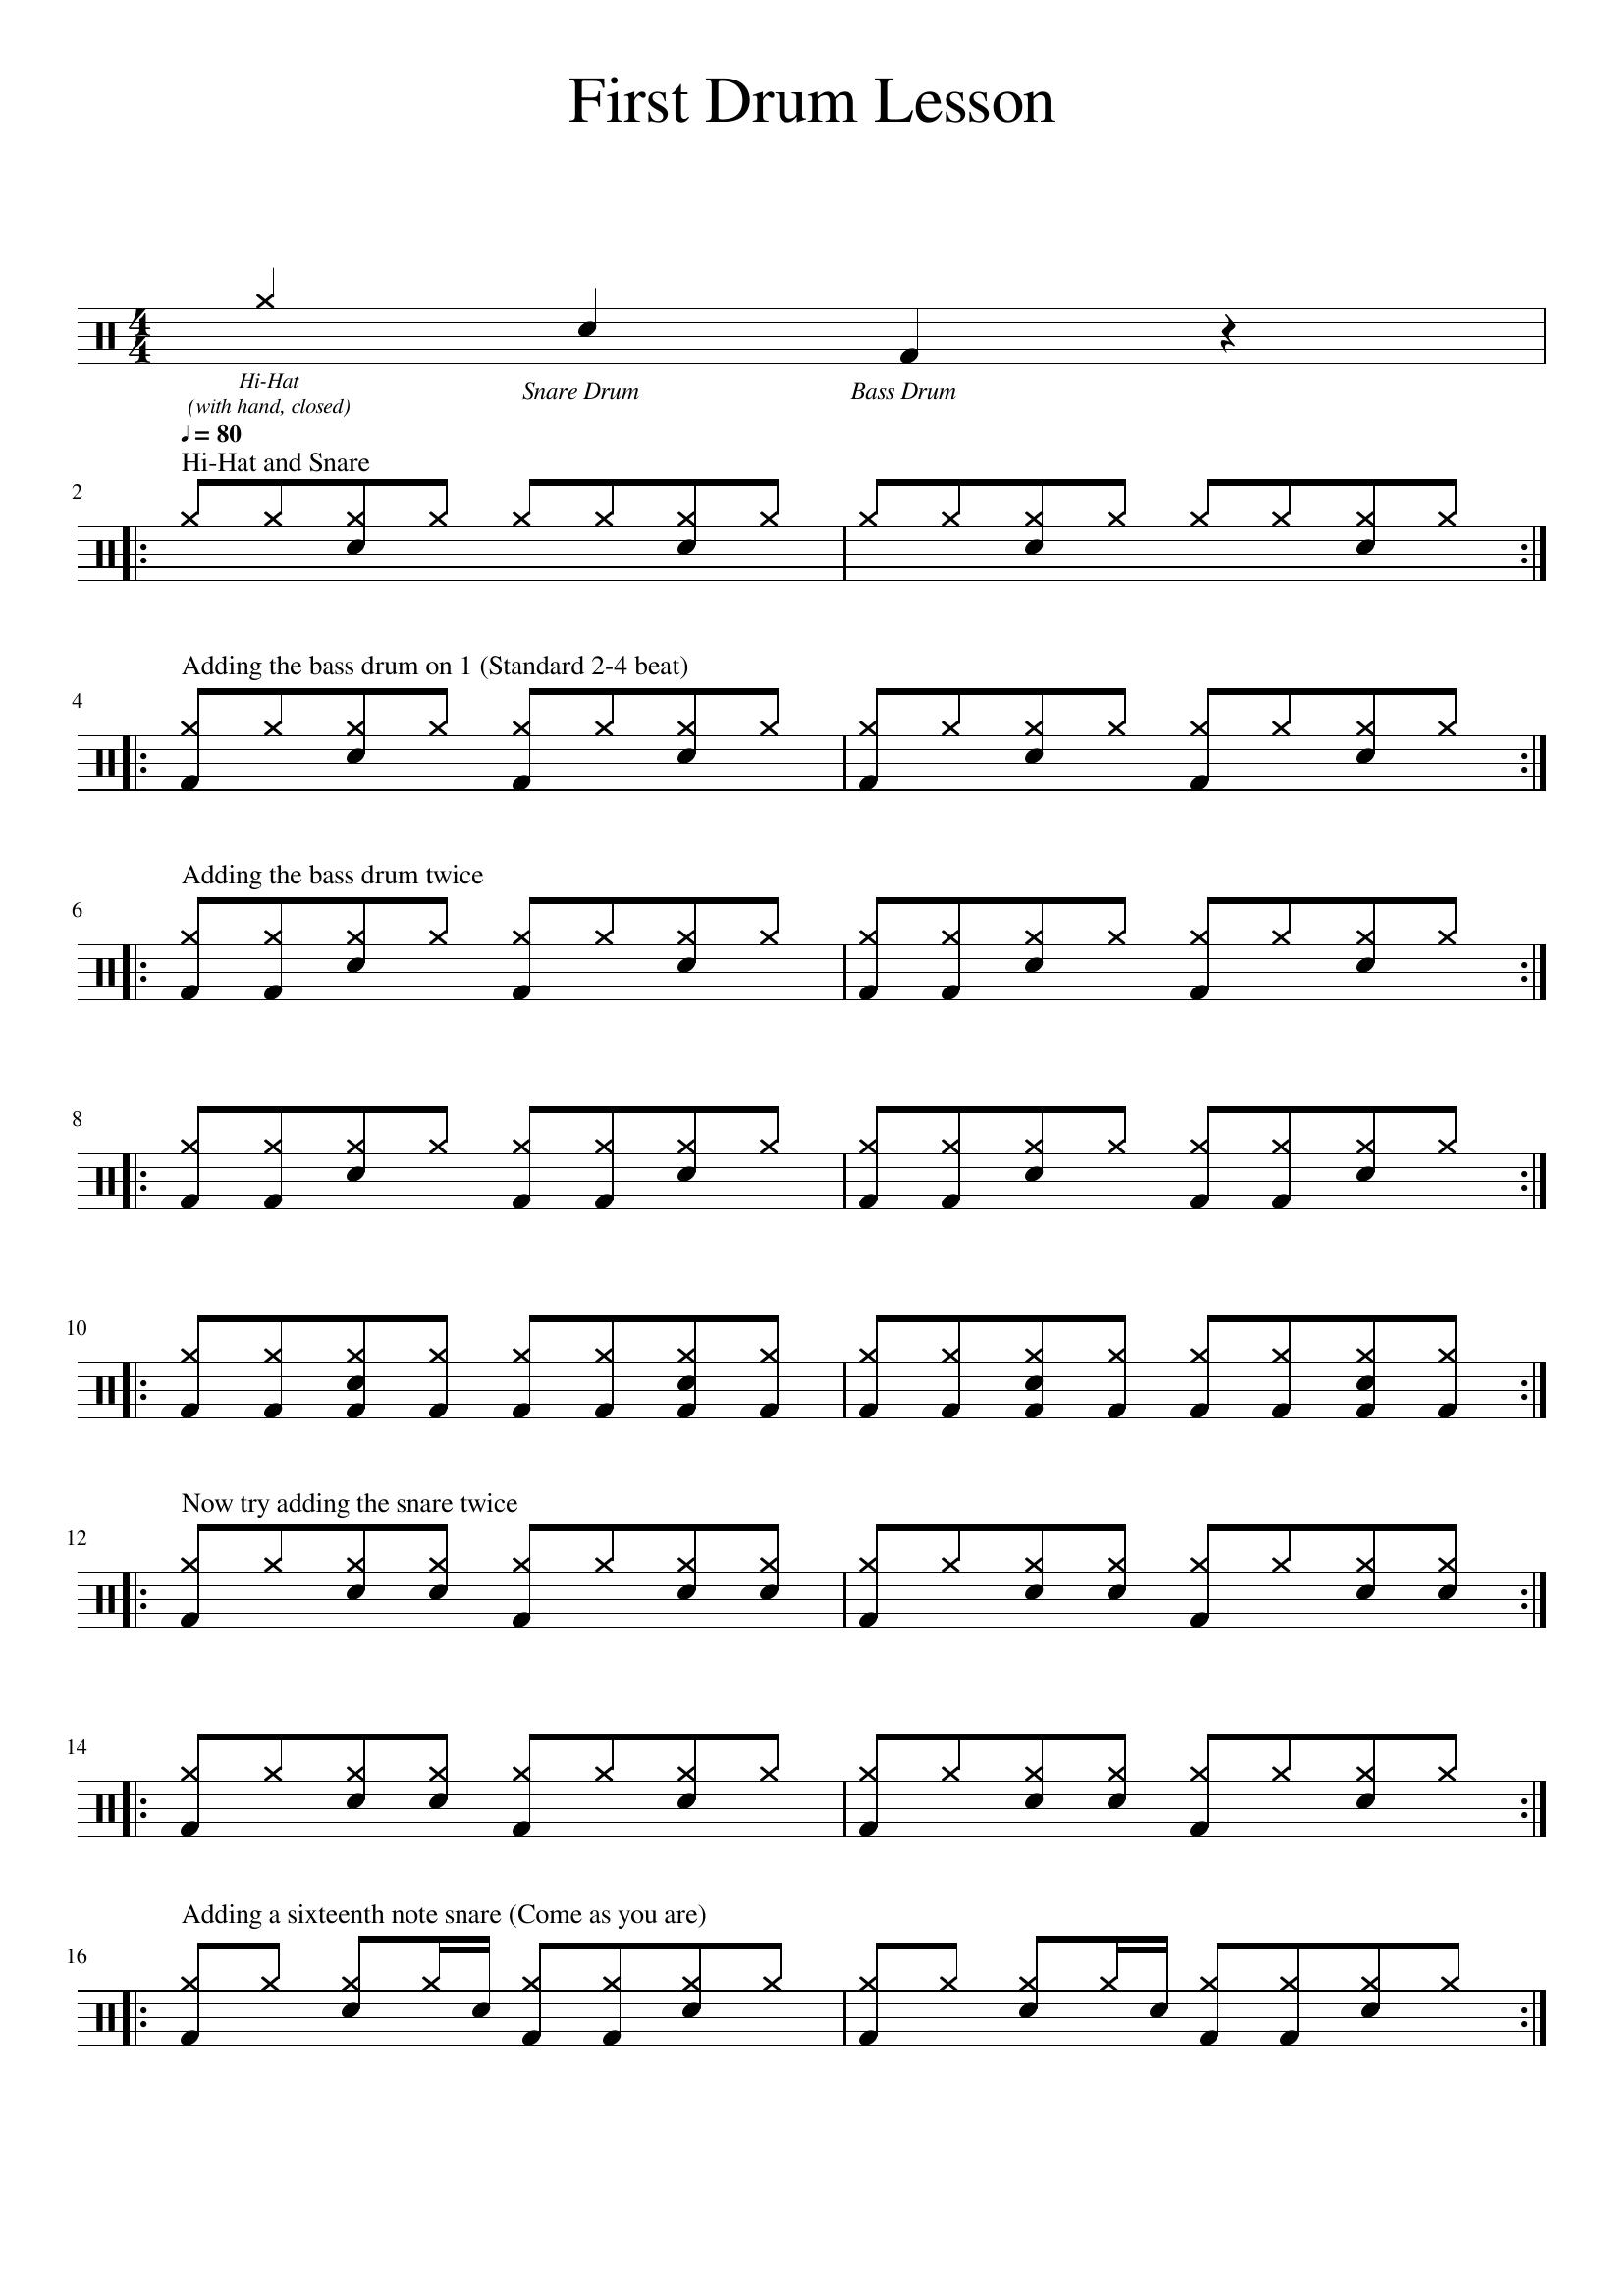 First Drum Lesson
4
4
Hi-Hat
(with hand, closed)
Snare Drum
Bass Drum
♩ = 80
Hi-Hat and Snare
2
Adding the bass drum on 1 (Standard 2-4 beat)
4
Adding the bass drum twice
6
8
10
Now try adding the snare twice
12
14
Adding a sixteenth note snare (Come as you are)
16